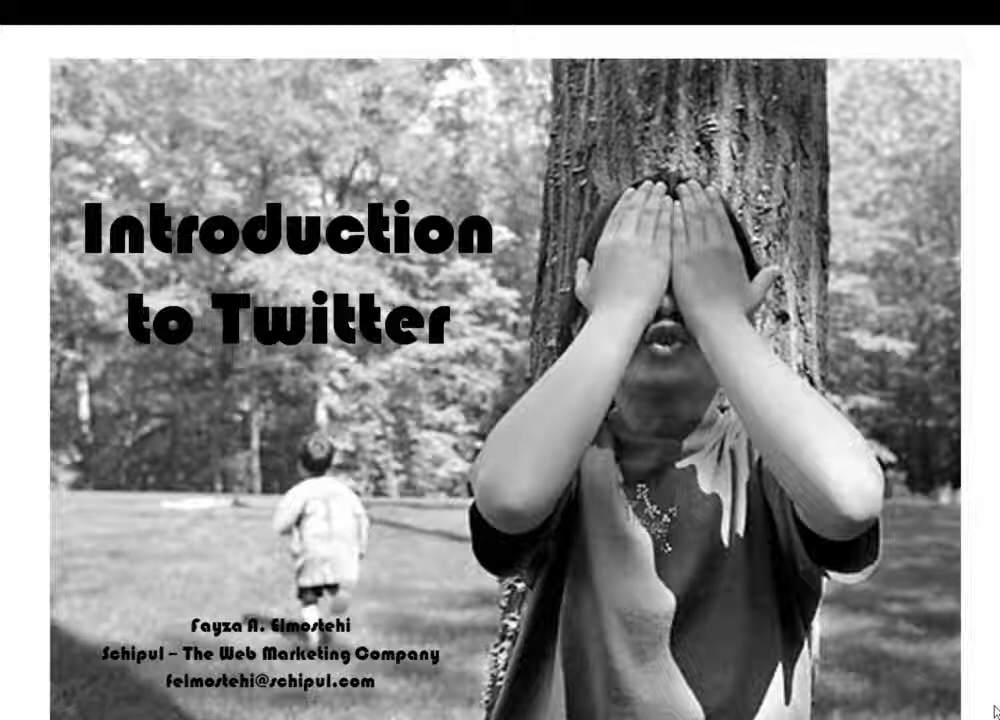 Introduction
to Twitter
Fayza A. Elmostehi
Schipul – The Web Marketing Company
felmostehi@schipul.com